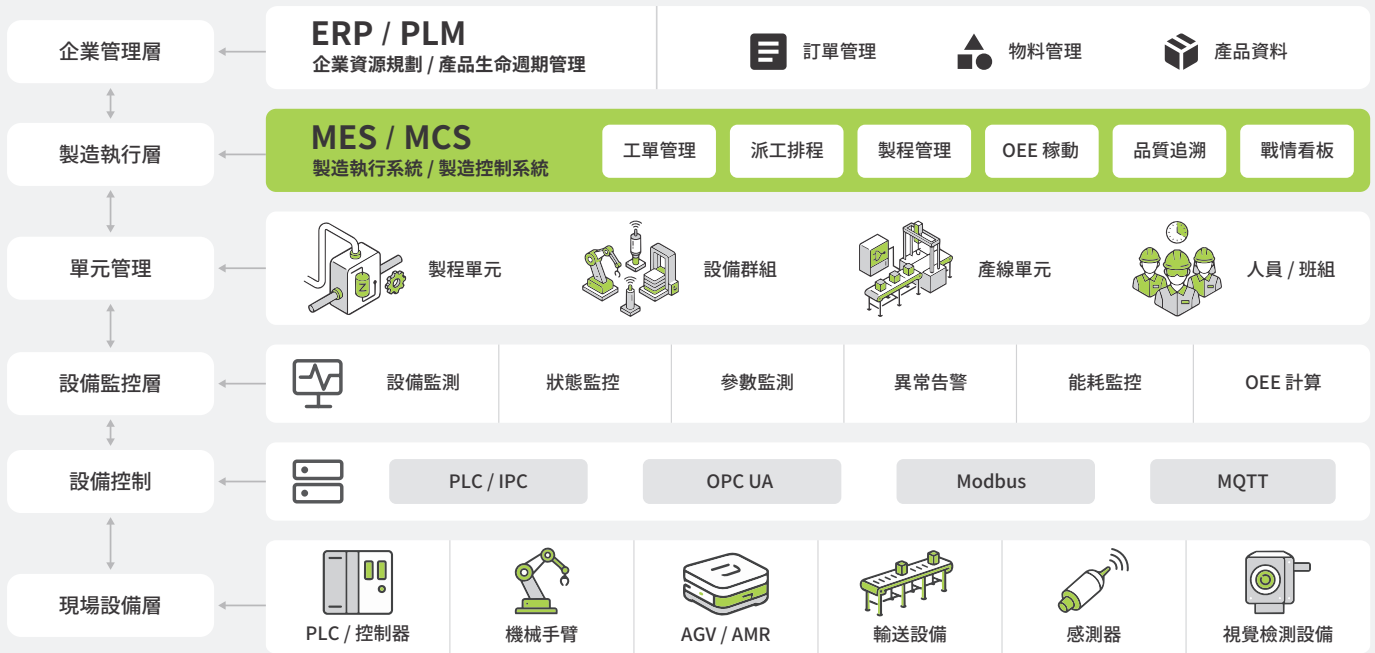 企業管理層
ERP / PLM
企業資源規劃 / 產品生命週期管理
訂單管理
物料管理
產品資料
製造執行層
MES / MCS
製造執行系統 / 製造控制系統
工單管理
派工排程
製程管理
OEE 稼動
品質追溯
戰情看板
單元管理
Z
製程單元
設備群組
產線單元
人員 / 班組
設備監控層
設備監測
狀態監控
參數監測
異常告警
能耗監控
OEE 計算
設備控制
PLC / IPC
OPC UA
Modbus
MQTT
現場設備層
PLC / 控制器
機械手臂
AGV / AMR
輸送設備
感測器
視覺檢測設備